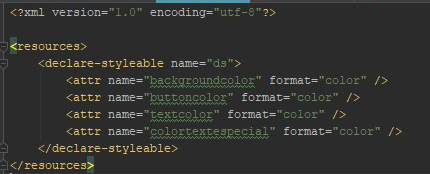 <?xml version="1.0" encoding="utf-8"?>
<resources>
<declare-styleable name="ds">
<attr name="backgroundcolor" format="color" />
<attr name="buttoncolor" format="color" />
<attr name="textcolor" format="color" />
<attr name="colortextespecial" format="color" />
</declare-styleable>
</resources>